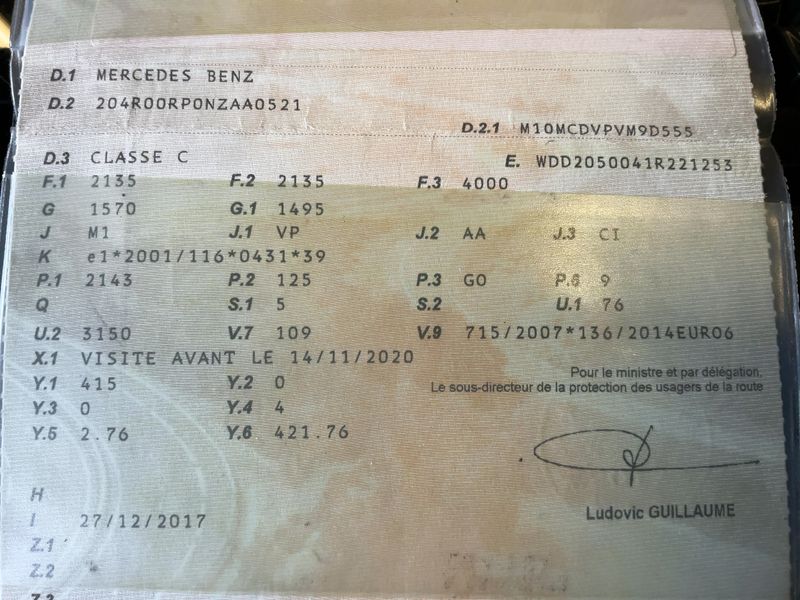 D.1 MERCEDES BENZ
D.2 204R00RPONZAA0521
D.2.1 M10MCDVPVM9D555
D.3 CLASSE C E. WDD2050041R221253
F.1 2135 F.2 2135 F.3 4000
G 1570 G.1 1495
J M1 J.1 VP J.2 AA J.3 CI
K e1*2001/116*0431*39
P.1 2143 P.2 125 P.3 GO P.6 9
Q S.1 5 S.2 U.1 76
U.2 3150 V.7 109 V.9 715/2007*136/2014EURO6
X.1 VISITE AVANT LE 14/11/2020
Pour le ministre et par délégation,
Y.1 415 Y.2 0
Le sous-directeur de la protection des usagers de la route
Y.3 0 Y.4 4
Y.5 2.76 Y.6 421.76
H
Ludovic GUILLAUME
I 27/12/2017
Z.1
Z.2
Z.3